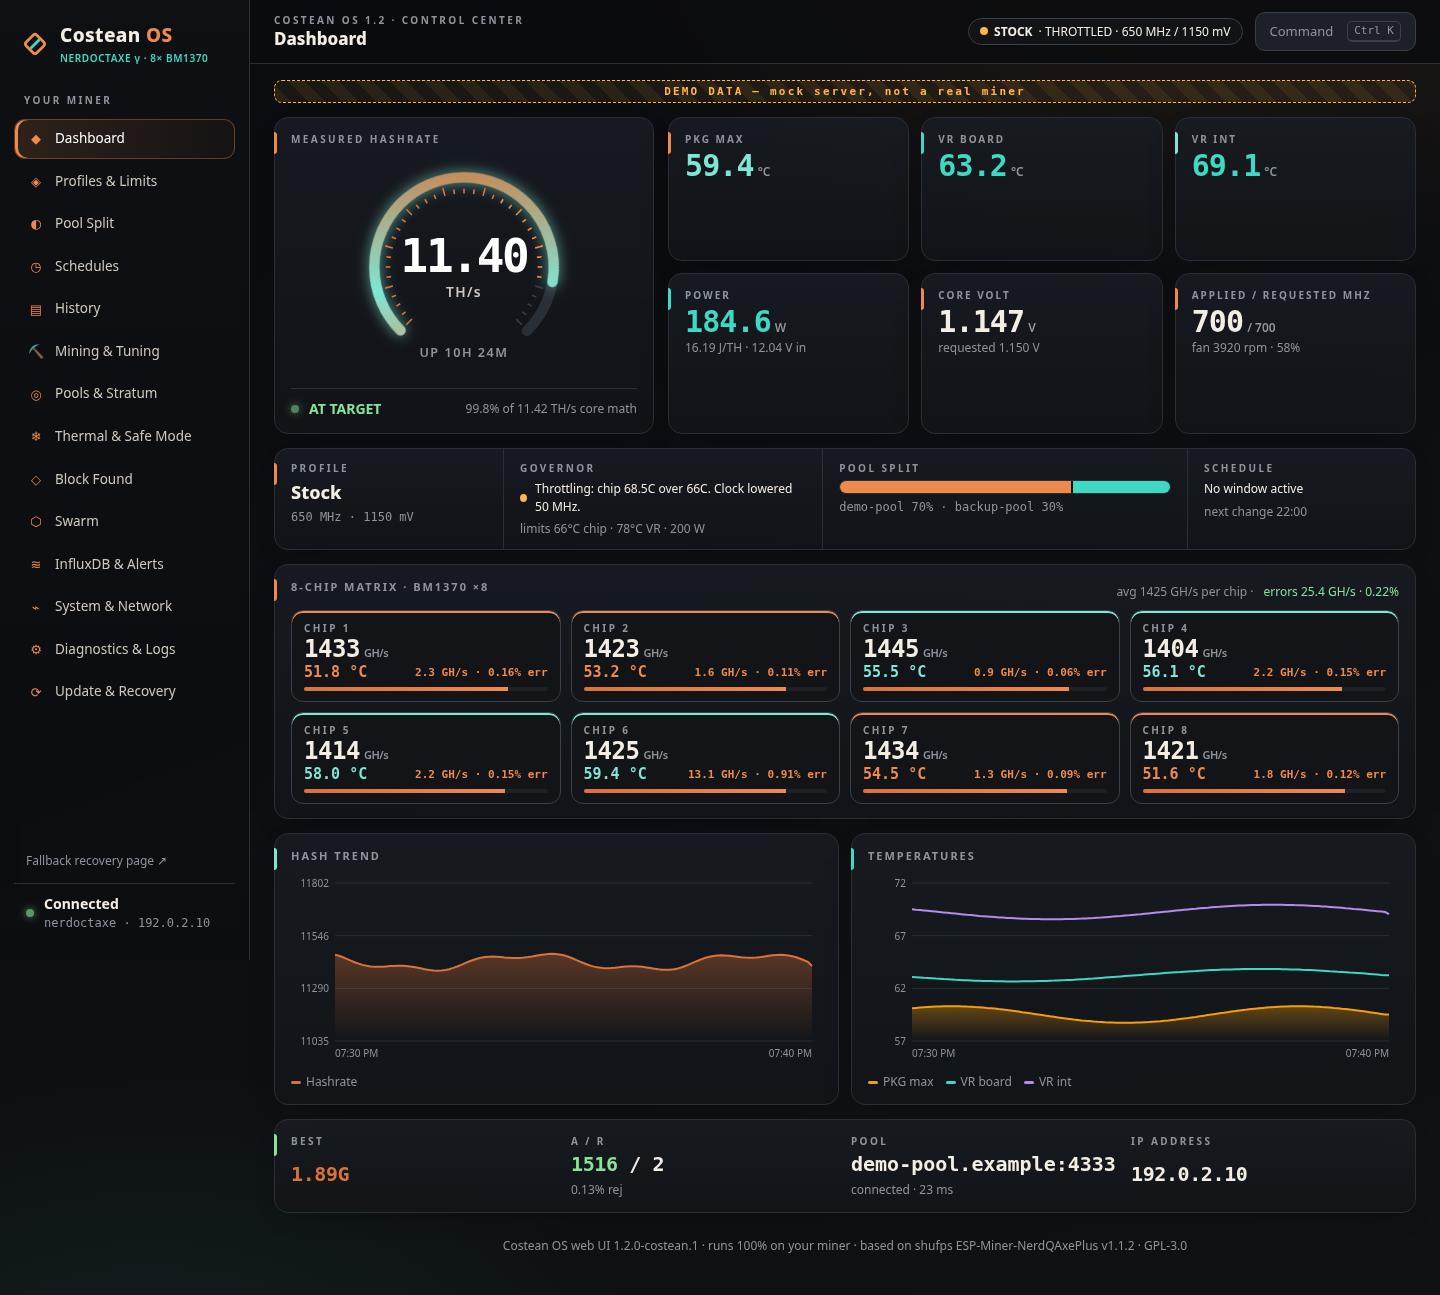 Costean OS
NERDOCTAXE γ · 8× BM1370
YOUR MINER
Dashboard
Profiles & Limits
Pool Split
Schedules
History
Mining & Tuning
Pools & Stratum
Thermal & Safe Mode
Block Found
Swarm
InfluxDB & Alerts
System & Network
Diagnostics & Logs
Update & Recovery
Fallback recovery page ↗
Connected
nerdoctaxe · 192.0.2.10
COSTEAN OS 1.2 · CONTROL CENTER
Dashboard
STOCK · THROTTLED · 650 MHz / 1150 mV
Command Ctrl K
DEMO DATA — mock server, not a real miner
MEASURED HASHRATE
11.40
TH/s
UP 10H 24M
AT TARGET
99.8% of 11.42 TH/s core math
PKG MAX
59.4 °C
VR BOARD
63.2 °C
VR INT
69.1 °C
POWER
184.6 W
16.19 J/TH · 12.04 V in
CORE VOLT
1.147 V
requested 1.150 V
APPLIED / REQUESTED MHZ
700 / 700
fan 3920 rpm · 58%
PROFILE
Stock
650 MHz · 1150 mV
GOVERNOR
Throttling: chip 68.5C over 66C. Clock lowered
50 MHz.
limits 66°C chip · 78°C VR · 200 W
POOL SPLIT
demo-pool 70% · backup-pool 30%
SCHEDULE
No window active
next change 22:00
8-CHIP MATRIX · BM1370 ×8
avg 1425 GH/s per chip · errors 25.4 GH/s · 0.22%
CHIP 1
1433 GH/s
51.8 °C 2.3 GH/s · 0.16% err
CHIP 2
1423 GH/s
53.2 °C 1.6 GH/s · 0.11% err
CHIP 3
1445 GH/s
55.5 °C 0.9 GH/s · 0.06% err
CHIP 4
1404 GH/s
56.1 °C 2.2 GH/s · 0.15% err
CHIP 5
1414 GH/s
58.0 °C 2.2 GH/s · 0.15% err
CHIP 6
1425 GH/s
59.4 °C 13.1 GH/s · 0.91% err
CHIP 7
1434 GH/s
54.5 °C 1.3 GH/s · 0.09% err
CHIP 8
1421 GH/s
51.6 °C 1.8 GH/s · 0.12% err
HASH TREND
11802
11546
11290
11035
07:30 PM 07:40 PM
Hashrate
TEMPERATURES
72
67
62
57
07:30 PM 07:40 PM
PKG max VR board VR int
BEST
1.89G
A / R
1516 / 2
0.13% rej
POOL
demo-pool.example:4333
connected · 23 ms
IP ADDRESS
192.0.2.10
Costean OS web UI 1.2.0-costean.1 · runs 100% on your miner · based on shufps ESP-Miner-NerdQAxePlus v1.1.2 · GPL-3.0